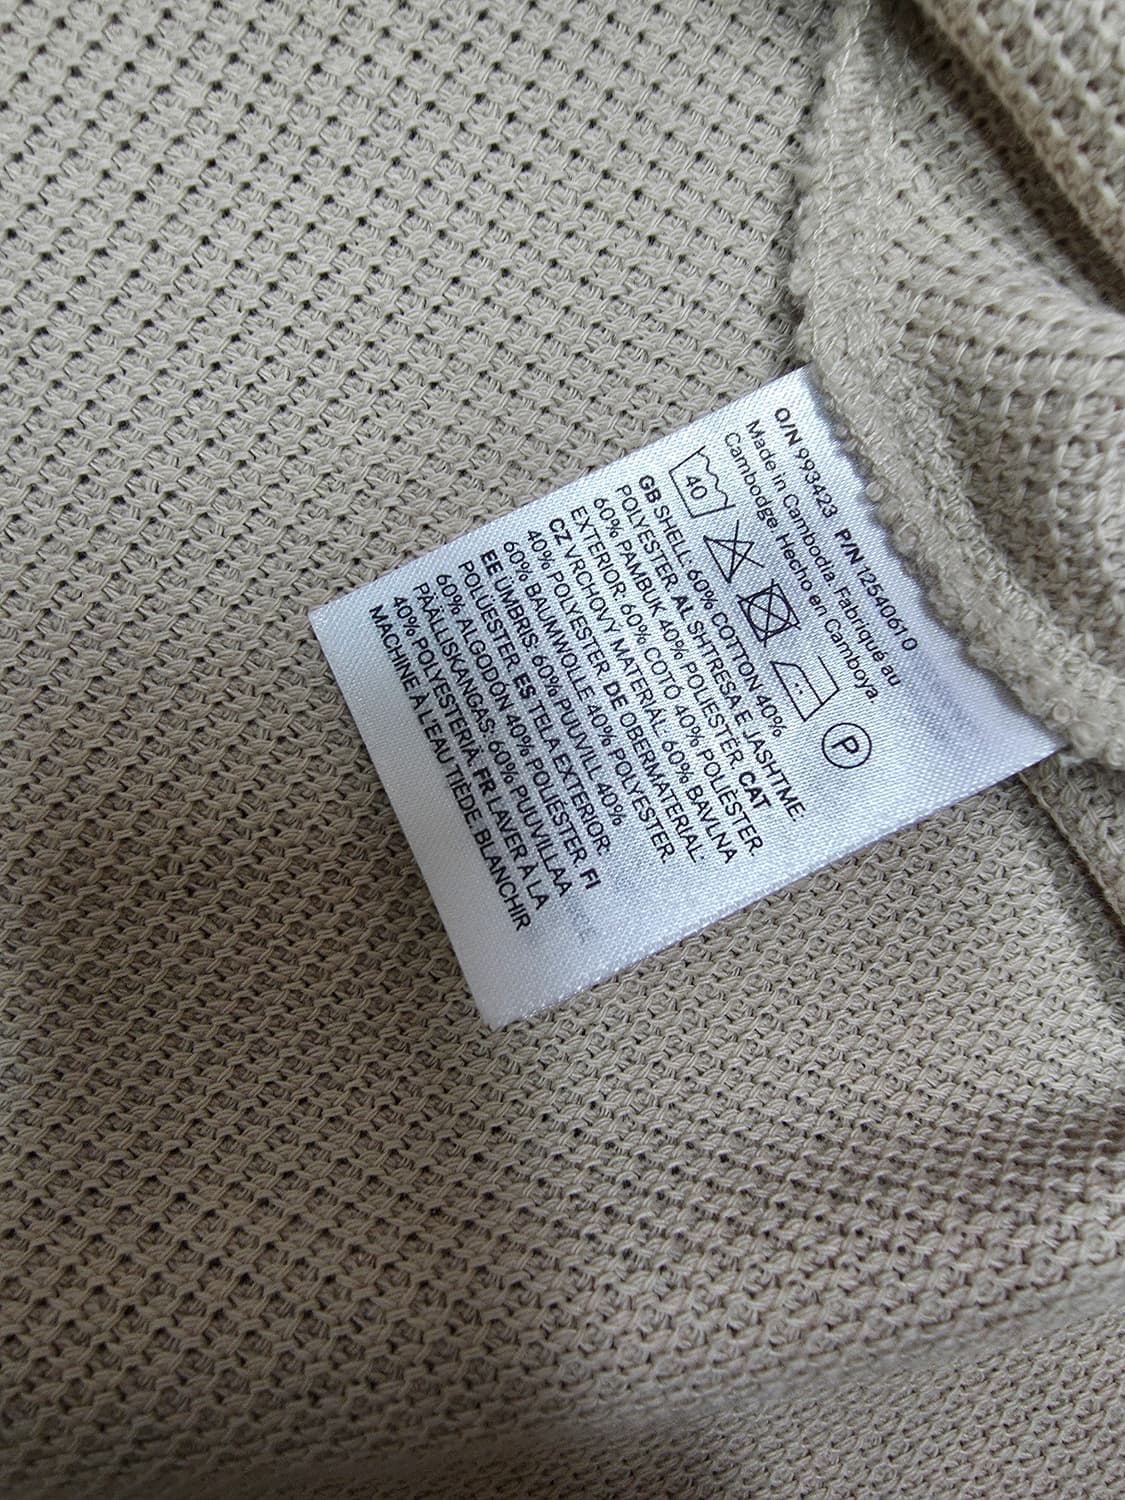 O/N 993423 P/N 12540610
Made in Cambodia Fabriqué au
Cambodge. Hecho en Camboya.
40
P
GB SHELL: 60% COTTON 40%
POLYESTER AL SHTRESA E JASHTME:
60% PAMBUK 40% POLIESTËR CAT
EXTERIOR: 60% COTÓ 40% POLIÈSTER.
CZ VRCHOVÝ MATERIÁL: 60% BAVLNA
40% POLYESTER. DE OBERMATERIAL:
60% BAUMWOLLE 40% POLYESTER.
EE ÜMBRIS: 60% PUUVILL 40%
POLÜESTER ES TELA EXTERIOR:
60% ALGODÓN 40% POLIÉSTER. FI
PÄÄLLISKANGAS: 60% PUUVILLAA
40% POLYESTERIÄ. FR LAVER À LA
MACHINE À L'EAU TIÈDE. BLANCHIR